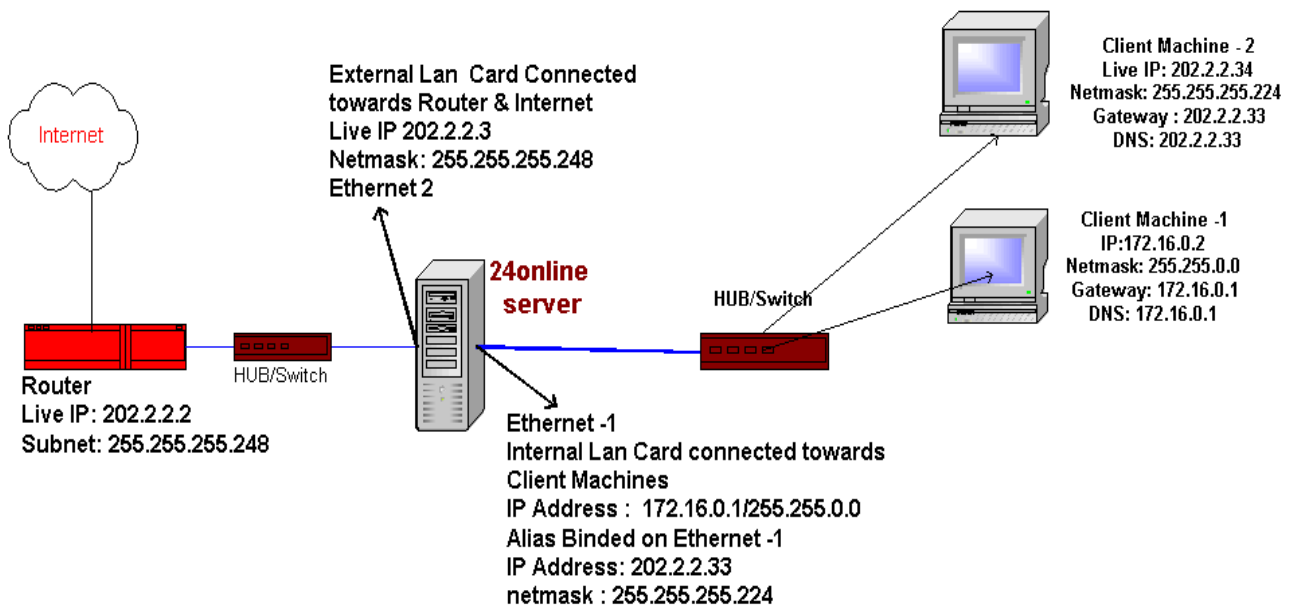 Internet
Router
Live IP: 202.2.2.2
Subnet: 255.255.255.248
HUB/Switch
External Lan Card Connected
towards Router & Internet
Live IP 202.2.2.3
Netmask: 255.255.255.248
Ethernet 2
24online
server
Ethernet -1
Internal Lan Card connected towards
Client Machines
IP Address : 172.16.0.1/255.255.0.0
Alias Binded on Ethernet -1
IP Address: 202.2.2.33
netmask : 255.255.255.224
HUB/Switch
Client Machine - 2
Live IP: 202.2.2.34
Netmask: 255.255.255.224
Gateway : 202.2.2.33
DNS: 202.2.2.33
Client Machine -1
IP:172.16.0.2
Netmask: 255.255.0.0
Gateway: 172.16.0.1
DNS: 172.16.0.1